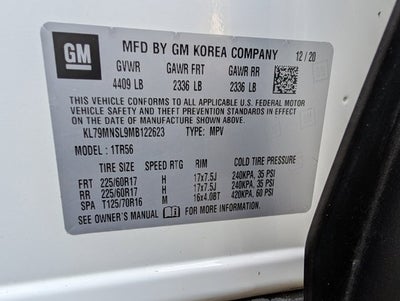 GM
MFD BY GM KOREA COMPANY 12/20
GVWR GAWR FRT GAWR RR
4409 LB 2336 LB 2336 LB
THIS VEHICLE CONFORMS TO ALL APPLICABLE U.S. FEDERAL MOTOR
VEHICLE SAFETY AND THEFT PREVENTION STANDARDS IN EFFECT
ON THE DATE OF MANUFACTURE SHOWN ABOVE.
KL79MNSL9MB122623 TYPE: MPV
MODEL: 1TR56
TIRE SIZE SPEED RTG RIM COLD TIRE PRESSURE
FRT 225/60R17 H 17x7.5J 240KPA, 35 PSI
RR 225/60R17 H 17x7.5J 240KPA, 35 PSI
SPA T125/70R16 M 16x4.0BT 420KPA, 60 PSI
SEE OWNER'S MANUAL FOR MORE INFORMATION.